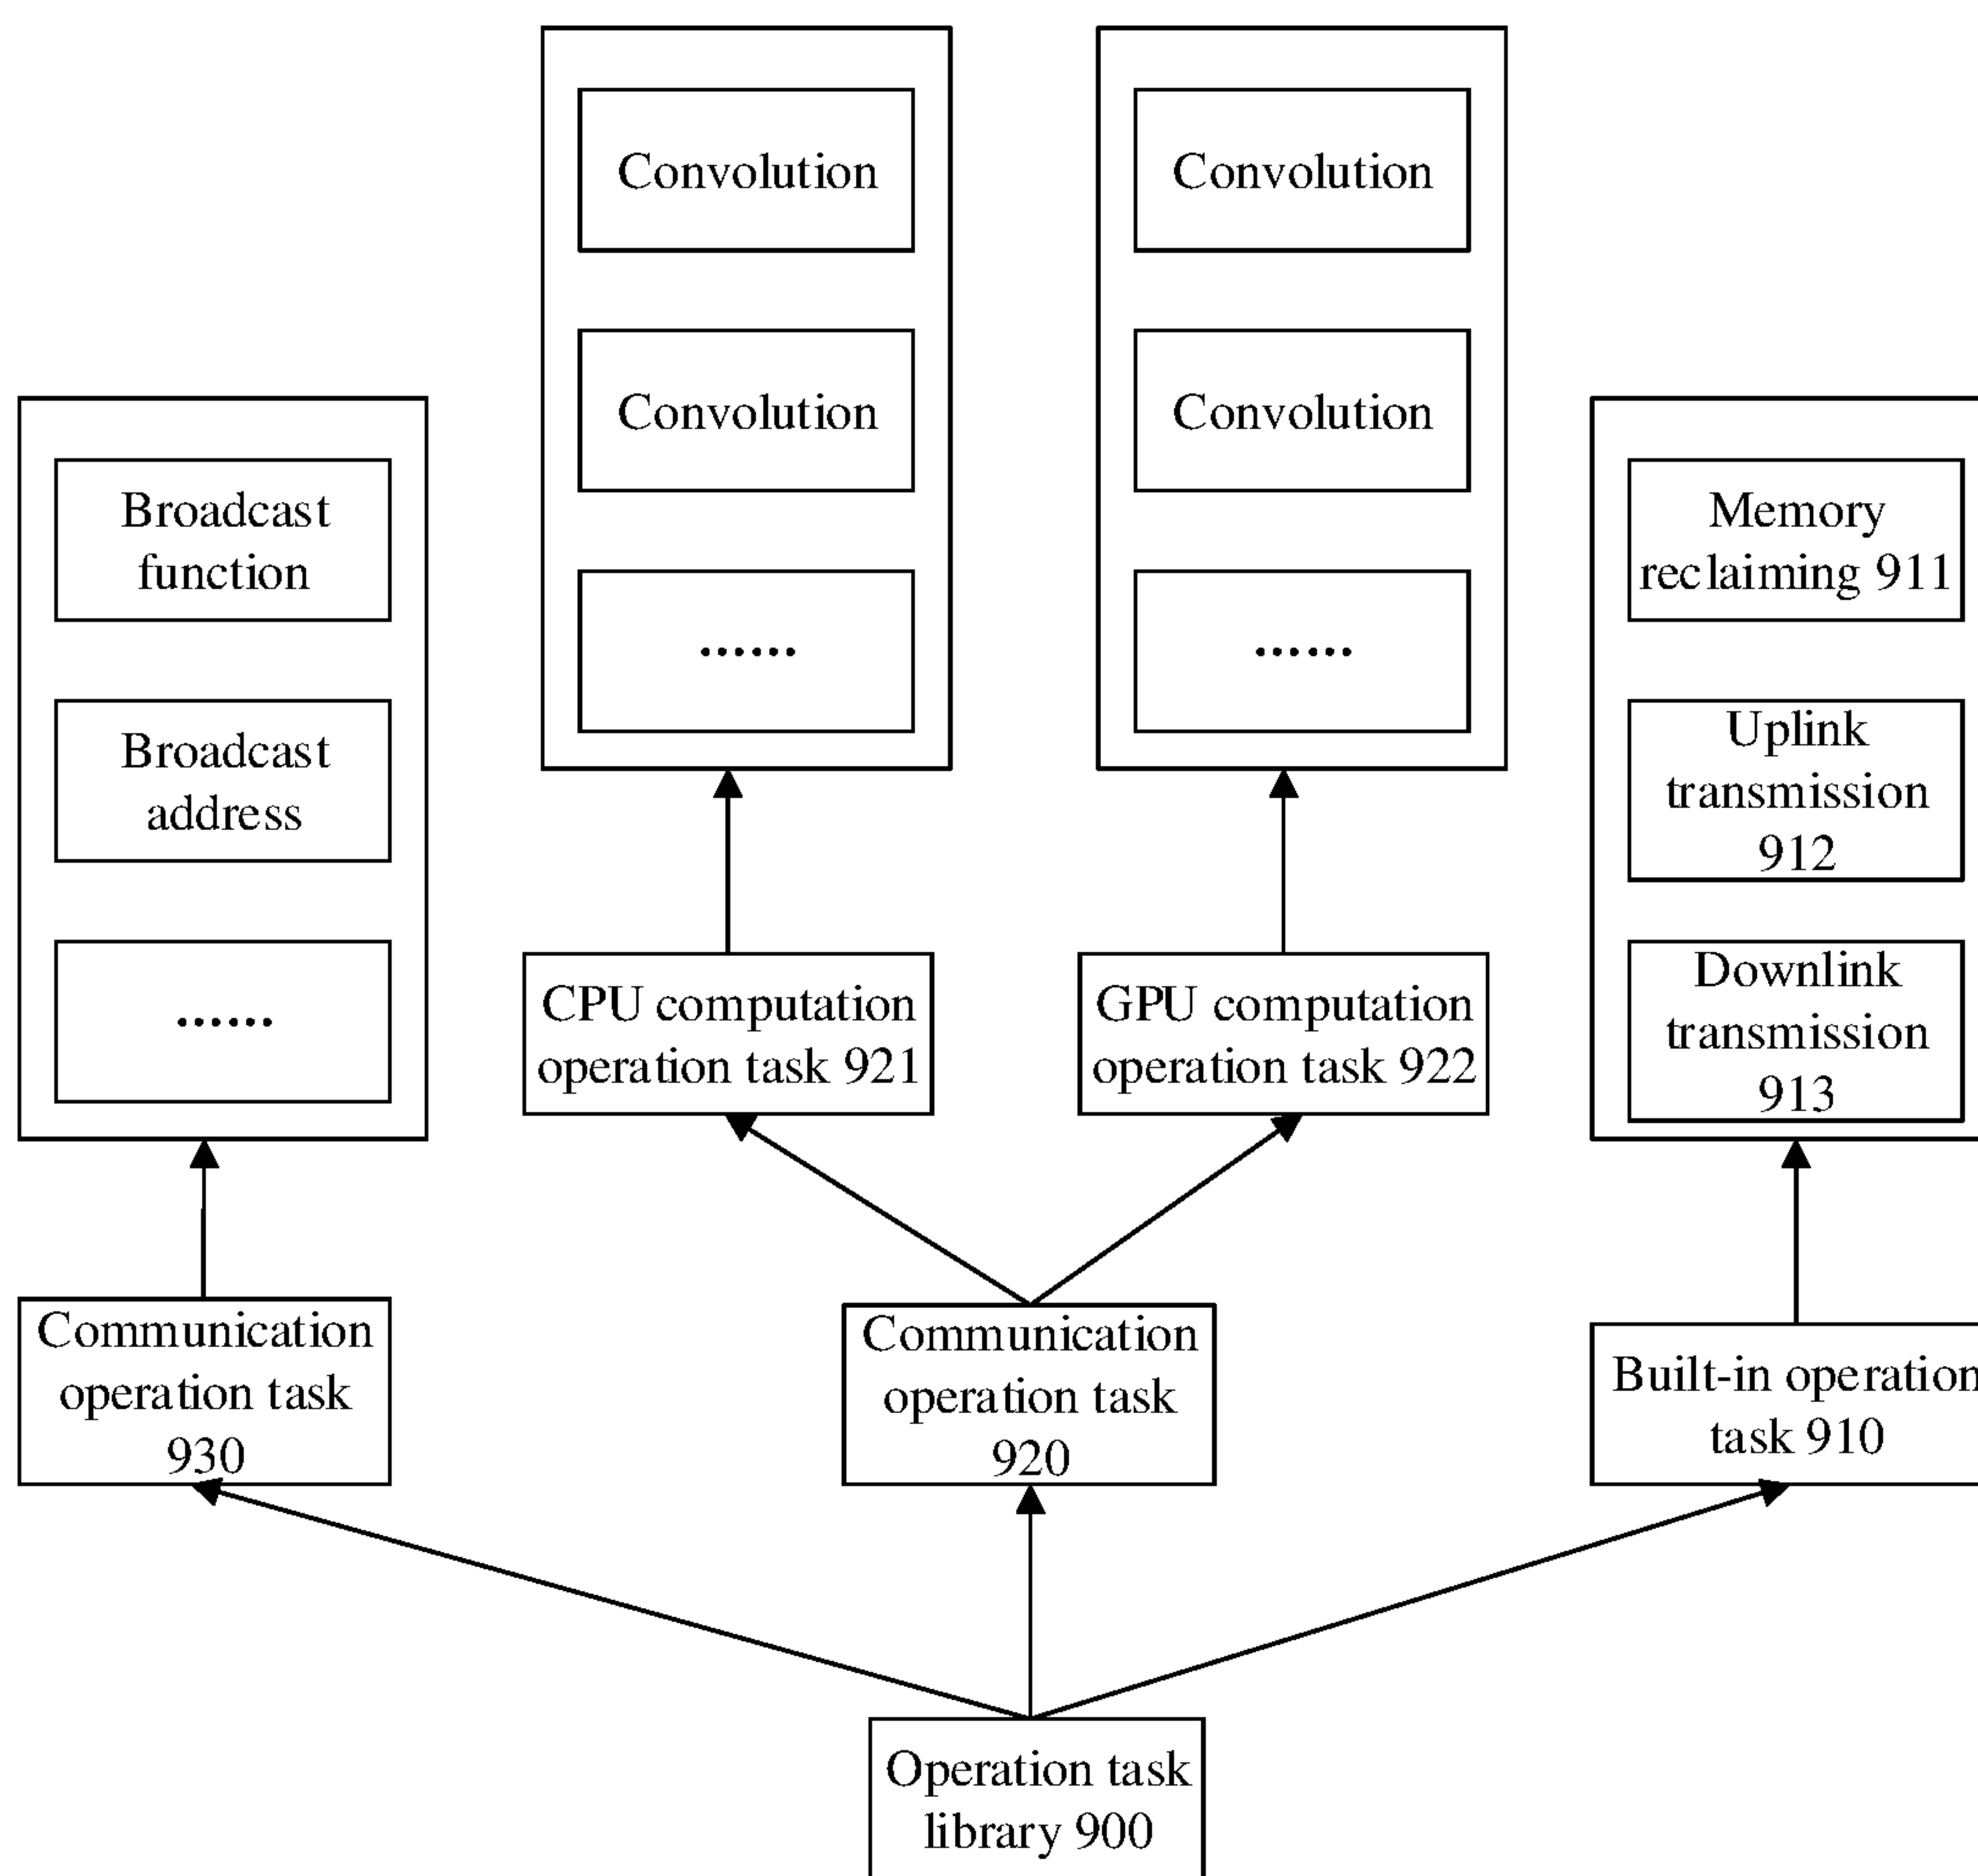 Convolution
Convolution
......
Convolution
Convolution
......
Broadcast
function
Broadcast
address
......
Memory
reclaiming 911
Uplink
transmission
912
Downlink
transmission
913
CPU computation
operation task 921
GPU computation
operation task 922
Communication
operation task
930
Communication
operation task
920
Built-in operation
task 910
Operation task
library 900